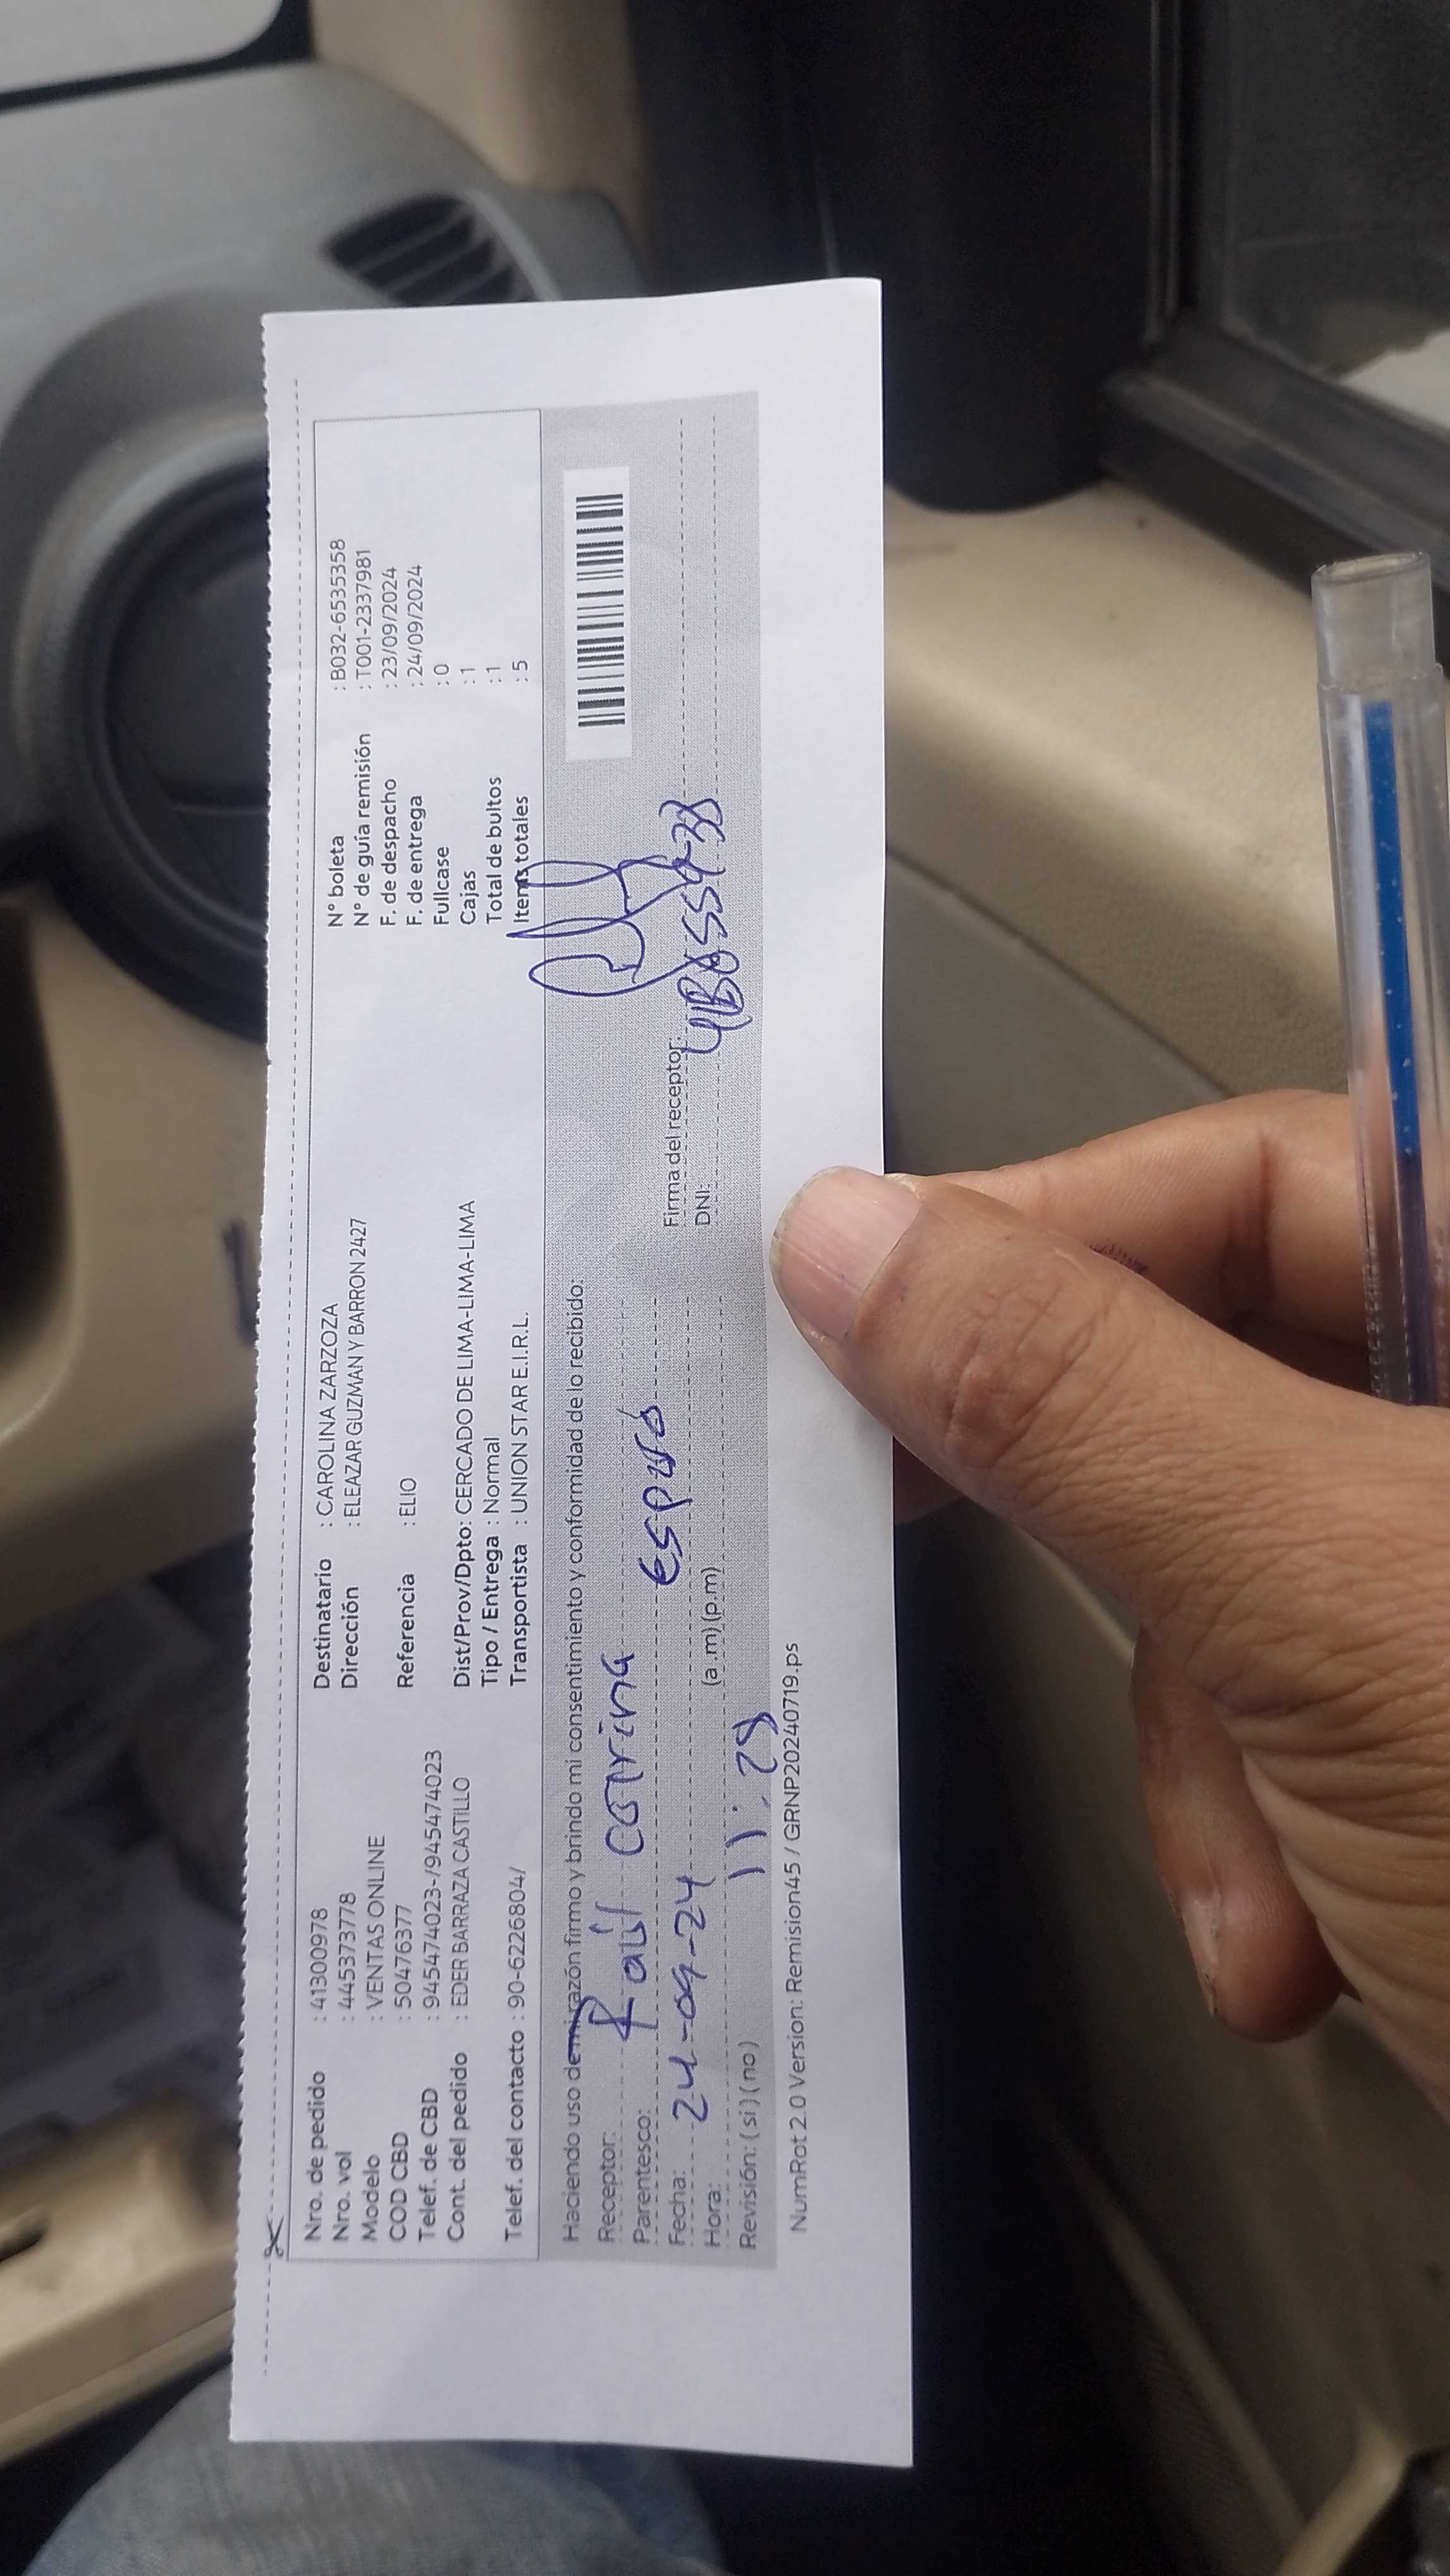 Nro. de pedido : 41300978
Nro. vol : 445373778
Modelo : VENTAS ONLINE
COD CBD : 50476377
Telef. de CBD : 945474023-/945474023
Cont. del pedido : EDER BARRAZA CASTILLO
Telef. del contacto : 90-6226804/
Destinatario : CAROLINA ZARZOZA
Dirección : ELEAZAR GUZMAN Y BARRON 2427
Referencia : ELIO
Dist/Prov/Dpto: CERCADO DE LIMA-LIMA-LIMA
Tipo / Entrega : Normal
Transportista : UNION STAR E.I.R.L.
N° boleta : B032-6535358
N° de guía remisión : T001-2337981
F. de despacho : 23/09/2024
F. de entrega : 24/09/2024
Fullcase : 0
Cajas : 1
Total de bultos : 1
Items totales : 5
Haciendo uso de mi razón firmo y brindo mi consentimiento y conformidad de lo recibido:
Receptor: Raúl Carina
Parentesco:
Fecha: 24-09-24
Hora: 11:28 (a.m) (p.m)
Revisión: ( si ) ( no )
Firma del receptor:
DNI:
NumRot 2.0 Version: Remision45 / GRNP20240719.ps